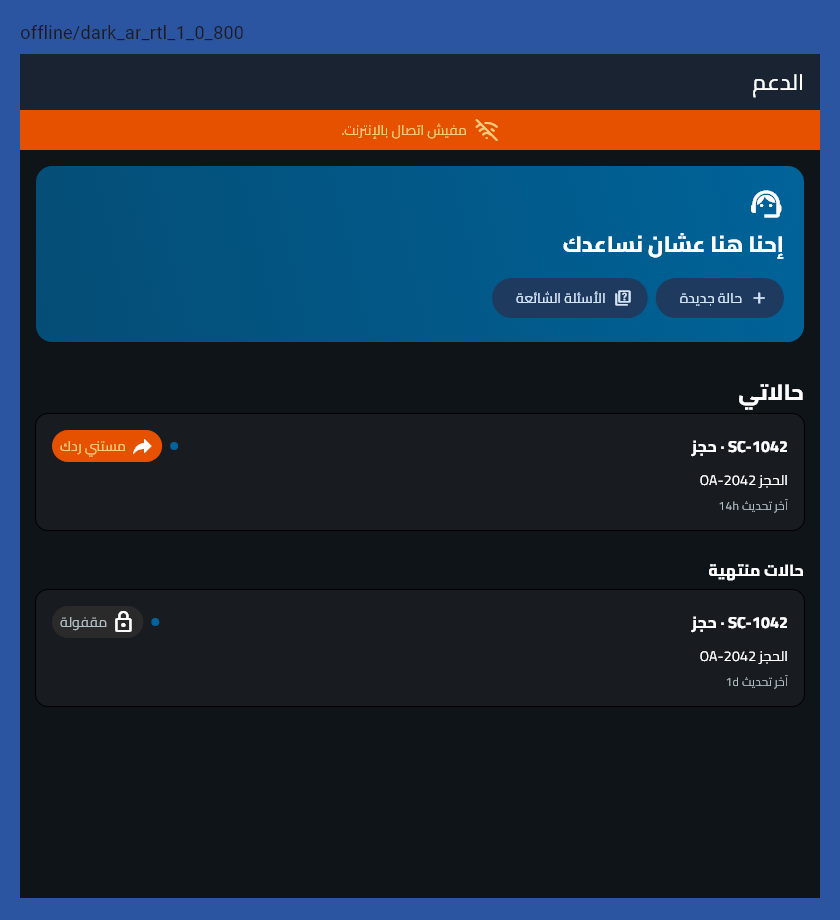 offline/dark_ar_rtl_1_0_800
الدعم
مفيش اتصال بالإنترنت.
إحنا هنا عشان نساعدك
حالة جديدة
الأسئلة الشائعة
حالاتي
SC-1042 · حجز
مستني ردك
الحجز OA-2042
آخر تحديث 14h
حالات منتهية
SC-1042 · حجز
مقفولة
الحجز OA-2042
آخر تحديث 1d